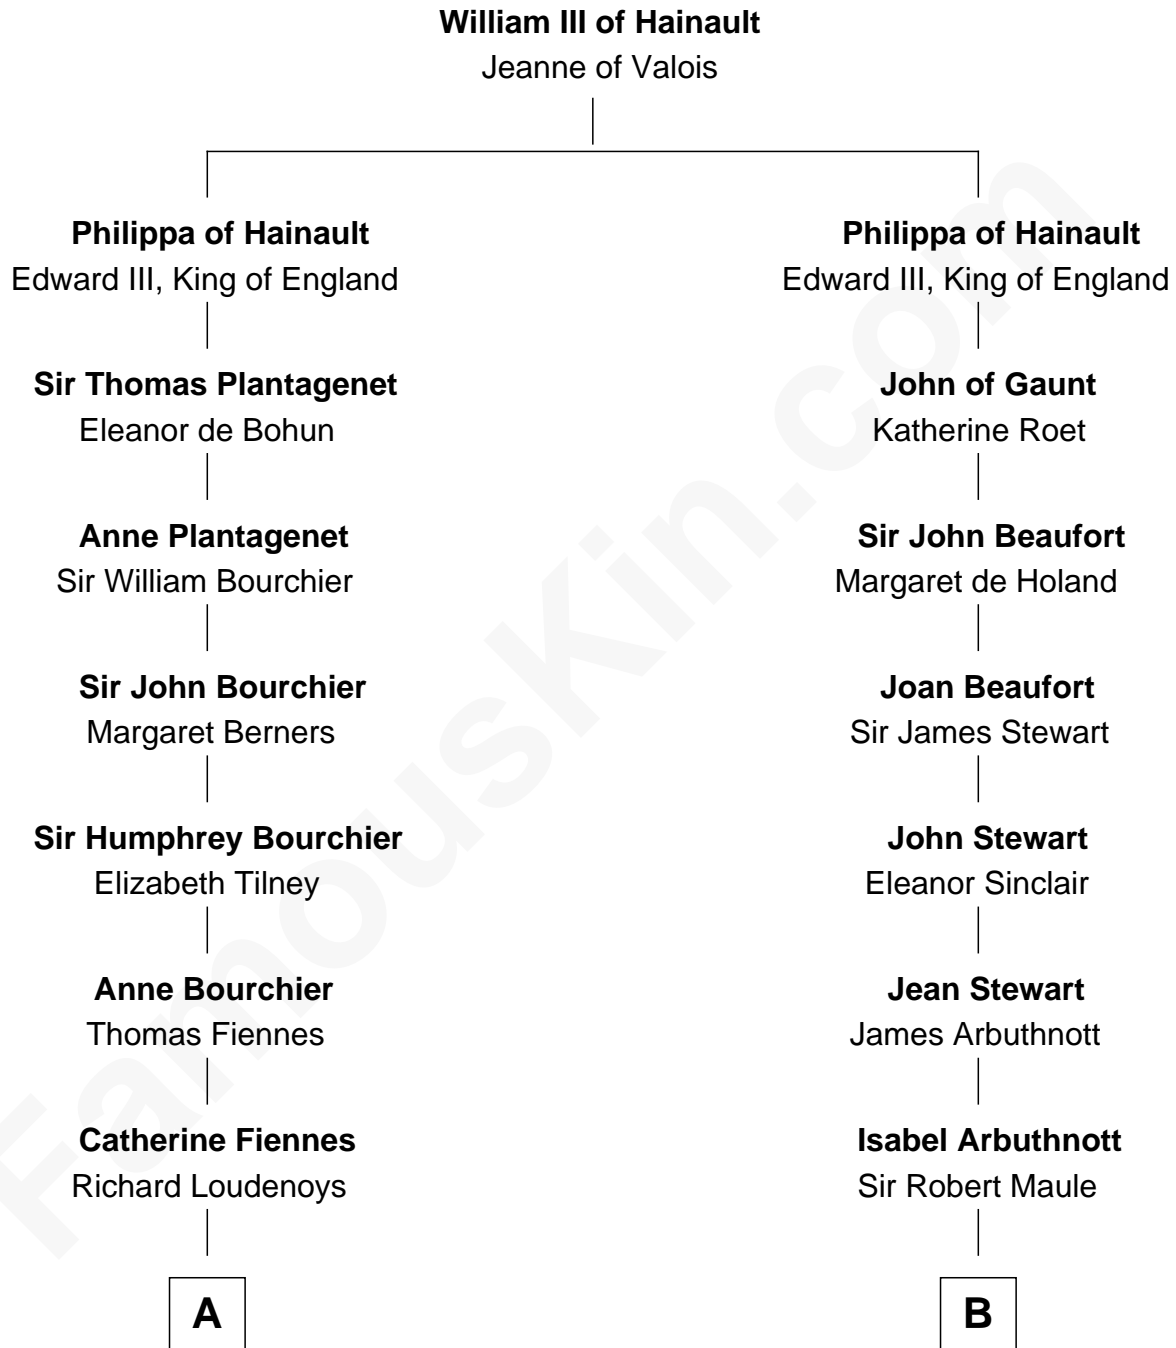 William III of Hainault
Jeanne of Valois
Philippa of Hainault
Edward III, King of England
Philippa of Hainault
Edward III, King of England
Sir Thomas Plantagenet
Eleanor de Bohun
John of Gaunt
Katherine Roet
Anne Plantagenet
Sir William Bourchier
Sir John Beaufort
Margaret de Holand
Sir John Bourchier
Margaret Berners
Joan Beaufort
Sir James Stewart
Sir Humphrey Bourchier
Elizabeth Tilney
John Stewart
Eleanor Sinclair
Anne Bourchier
Thomas Fiennes
Jean Stewart
James Arbuthnott
Catherine Fiennes
Richard Loudenoys
Isabel Arbuthnott
Sir Robert Maule
A
B
FamousKin.com